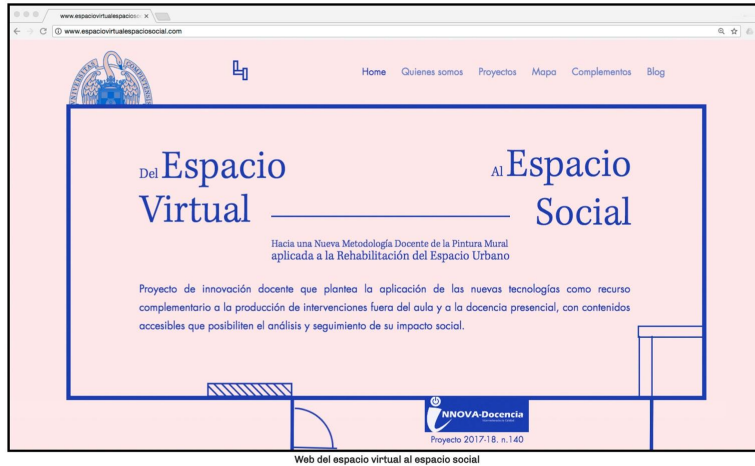 www.espaciovirtualespacioso
www.espaciovirtualespaciosocial.com
UNIVERSITAS COMPLUTENSIS
Home Quienes somos Proyectos Mapa Complementos Blog
Del Espacio
Virtual
Al Espacio
Social
Hacia una Nueva Metodología Docente de la Pintura Mural
aplicada a la Rehabilitación del Espacio Urbano
Proyecto de innovación docente que plantea la aplicación de las nuevas tecnologías como recurso
complementario a la producción de intervenciones fuera del aula y a la docencia presencial, con contenidos
accesibles que posibiliten el análisis y seguimiento de su impacto social.
INNOVA-Docencia
Proyecto 2017-18. n.140
Web del espacio virtual al espacio social